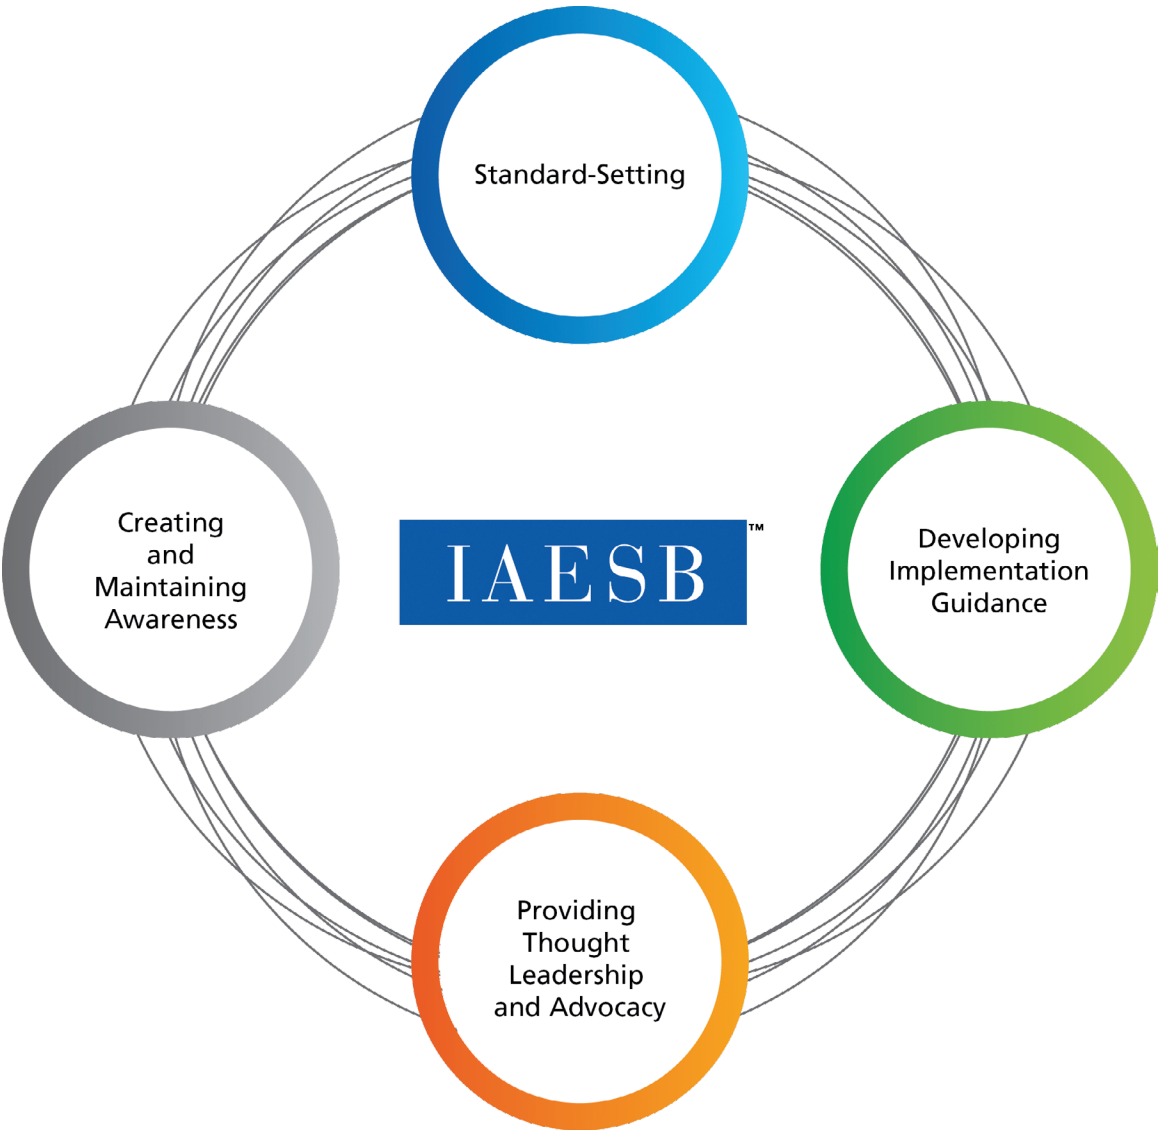 Standard-Setting
Creating
and
Maintaining
Awareness
IAESB™
Developing
Implementation
Guidance
Providing
Thought
Leadership
and Advocacy